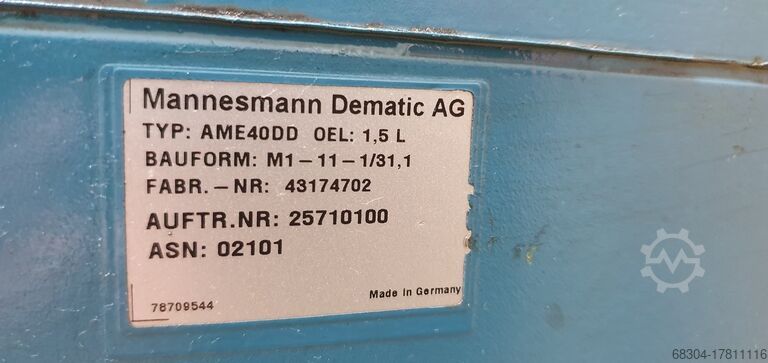 Mannesmann Dematic AG
TYP: AME40DD OEL: 1,5 L
BAUFORM: M1-11-1/31,1
FABR.-NR: 43174702
AUFTR.NR: 25710100
ASN: 02101
78709544
Made in Germany
68304-17811116